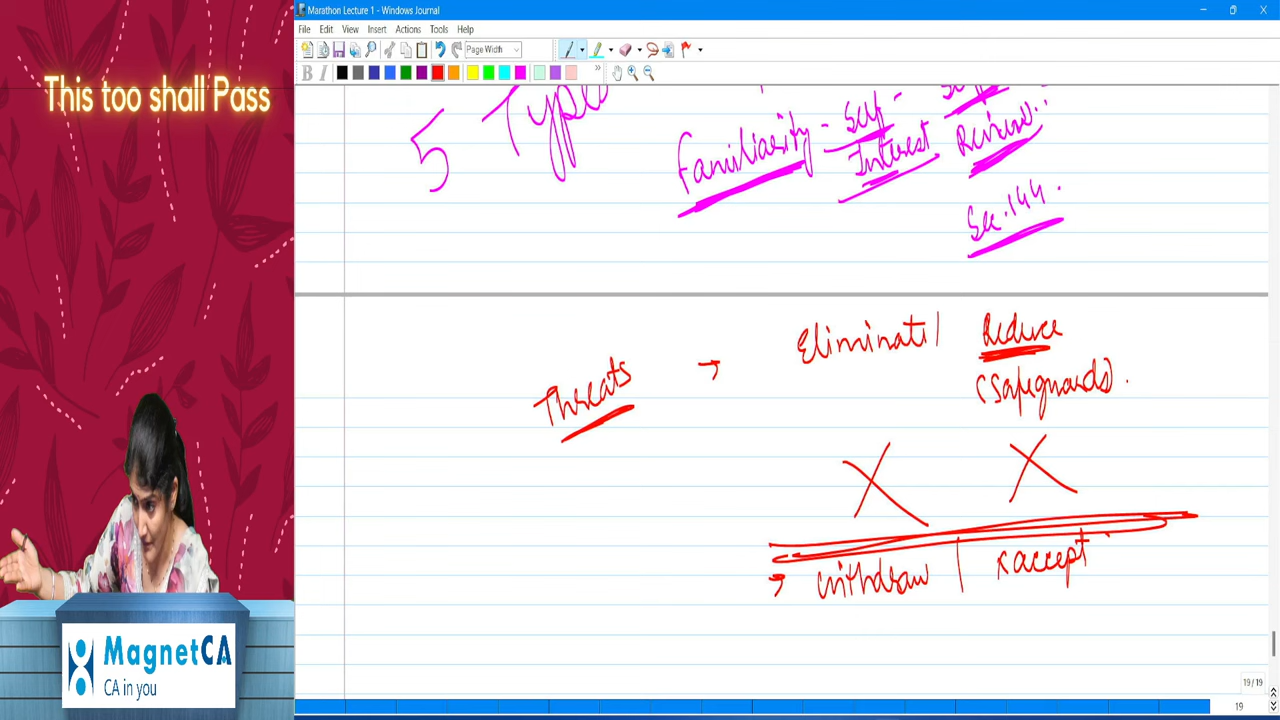 This too shall Pass
Marathon Lecture 1 - Windows Journal
File Edit View Insert Actions Tools Help
Page Width
B I
5 Types
Familiarity - Self
Interest
Review
Sec. 144.
Threats → Eliminate | Reduce
(Safeguards).
X X
→ withdraw | x accept
MagnetCA
CA in you
19 / 19
19